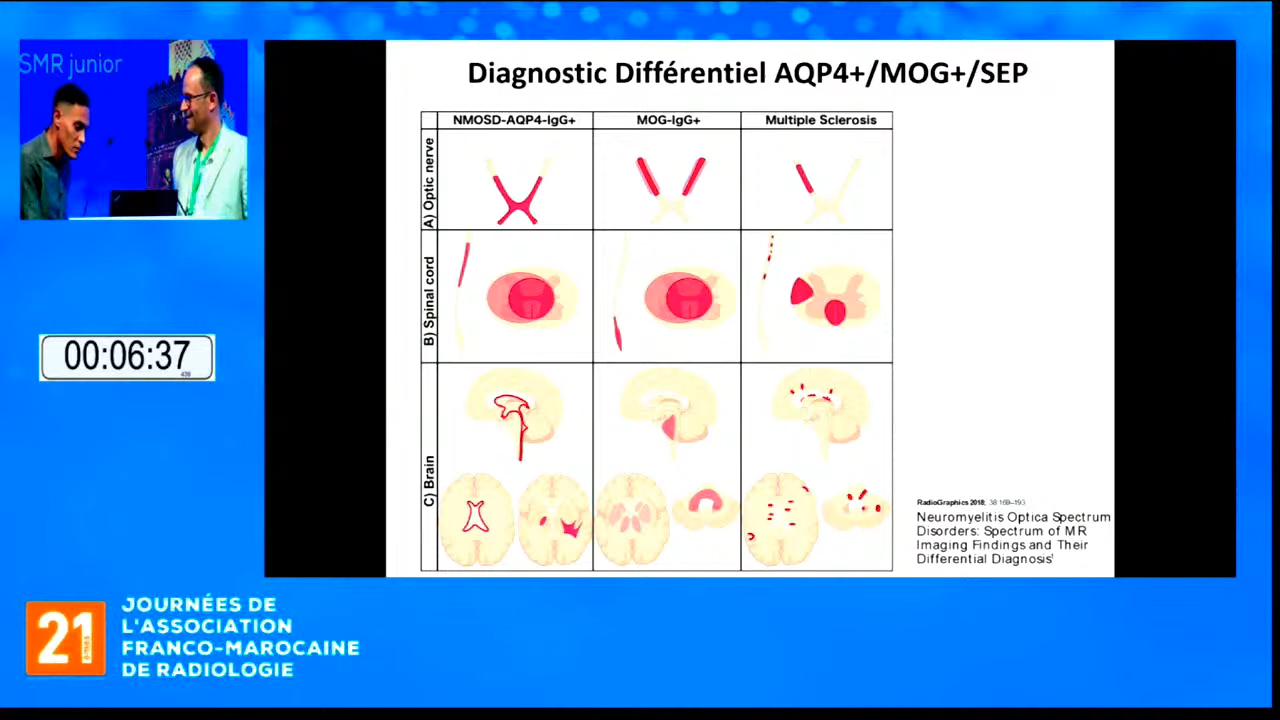 SMR junior
Diagnostic Différentiel AQP4+/MOG+/SEP
NMOSD-AQP4-IgG+ MOG-IgG+ Multiple Sclerosis
A) Optic nerve
B) Spinal cord
C) Brain
00:06:37
RadioGraphics 2018; 38:169–193
Neuromyelitis Optica Spectrum
Disorders: Spectrum of MR
Imaging Findings and Their
Differential Diagnosis¹
21
èmes
JOURNÉES DE
L'ASSOCIATION
FRANCO-MAROCAINE
DE RADIOLOGIE